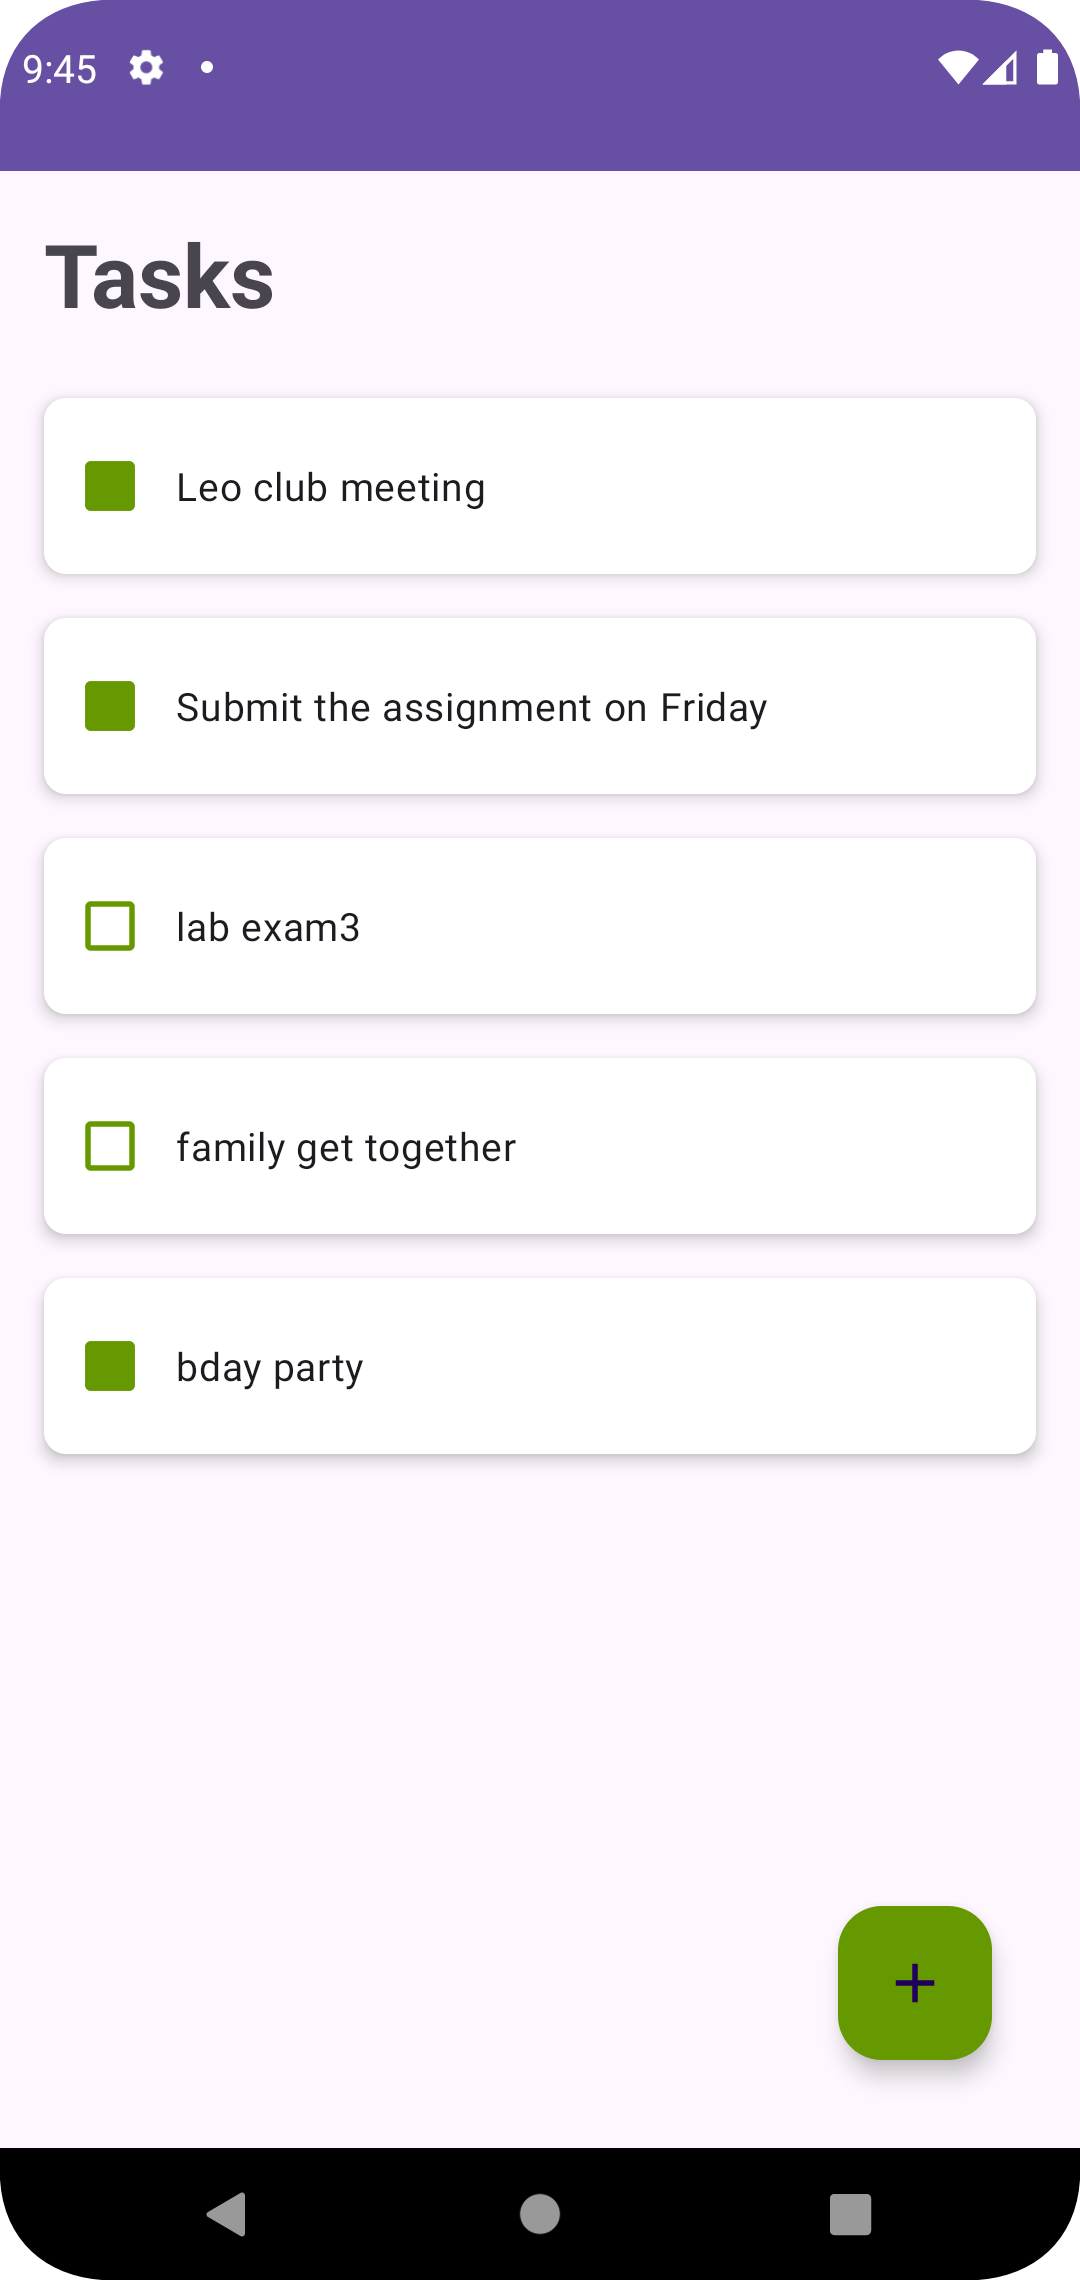 9:45
Tasks
Leo club meeting
Submit the assignment on Friday
lab exam3
family get together
bday party